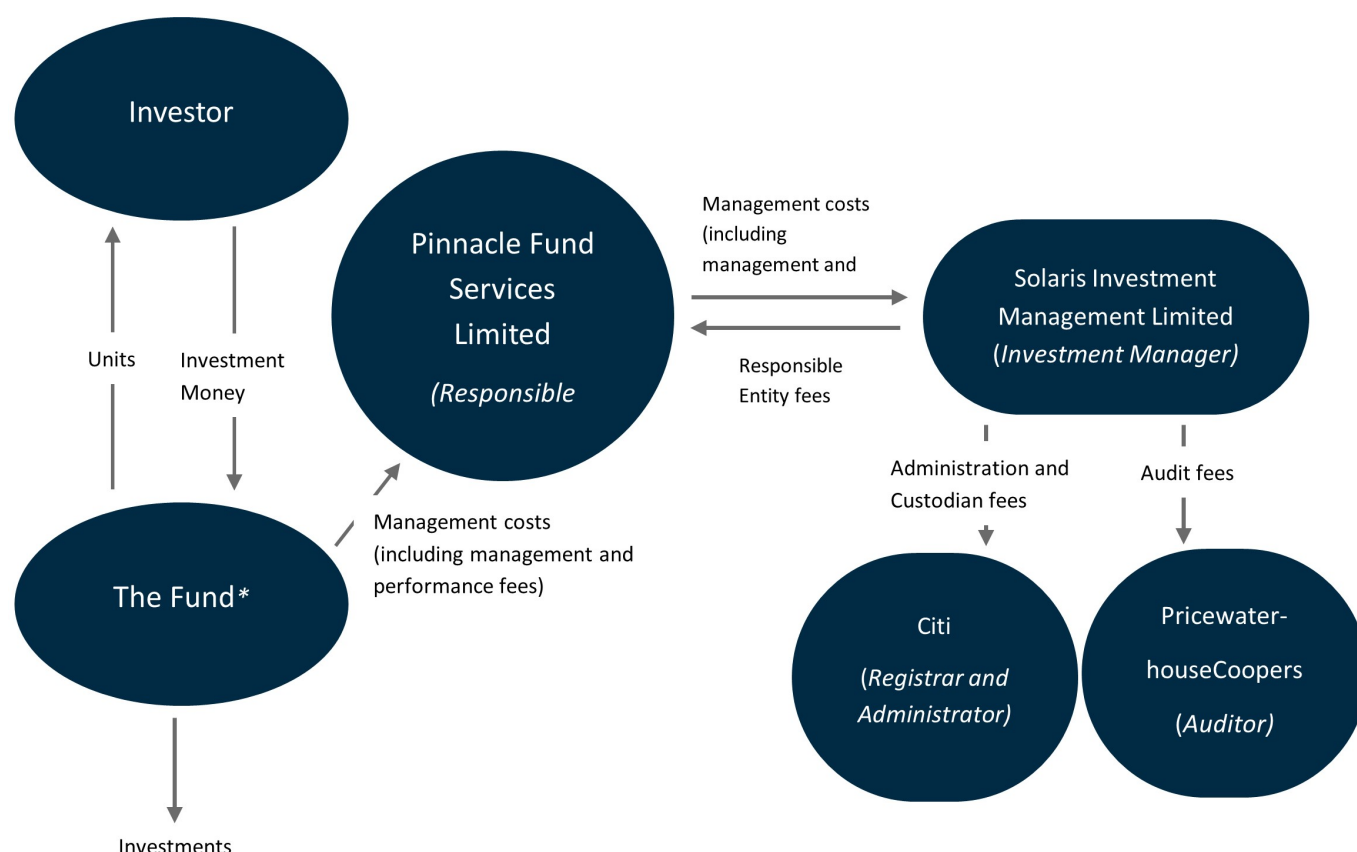 Investor
Units
Investment
Money
The Fund*
Investments
Pinnacle Fund
Services
Limited
(Responsible
Management costs
(including management and
performance fees)
Management costs
(including
management and
Responsible
Entity fees
Solaris Investment
Management Limited
(Investment Manager)
Administration and
Custodian fees
Audit fees
Citi
(Registrar and
Administrator)
Pricewater-
houseCoopers
(Auditor)